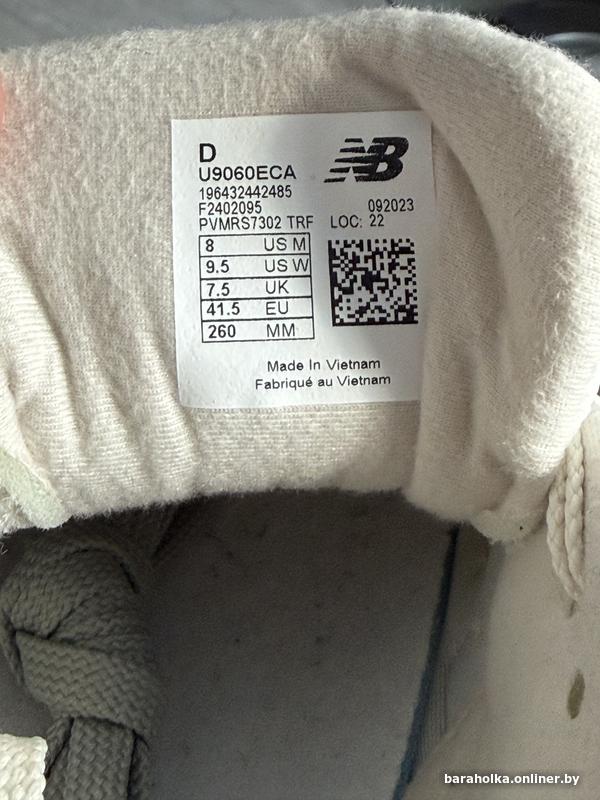 D
U9060ECA
196432442485
F2402095 092023
PVMRS7302 TRF LOC: 22
8 US M
9.5 US W
7.5 UK
41.5 EU
260 MM
NB
Made In Vietnam
Fabriqué au Vietnam
baraholka.onliner.by